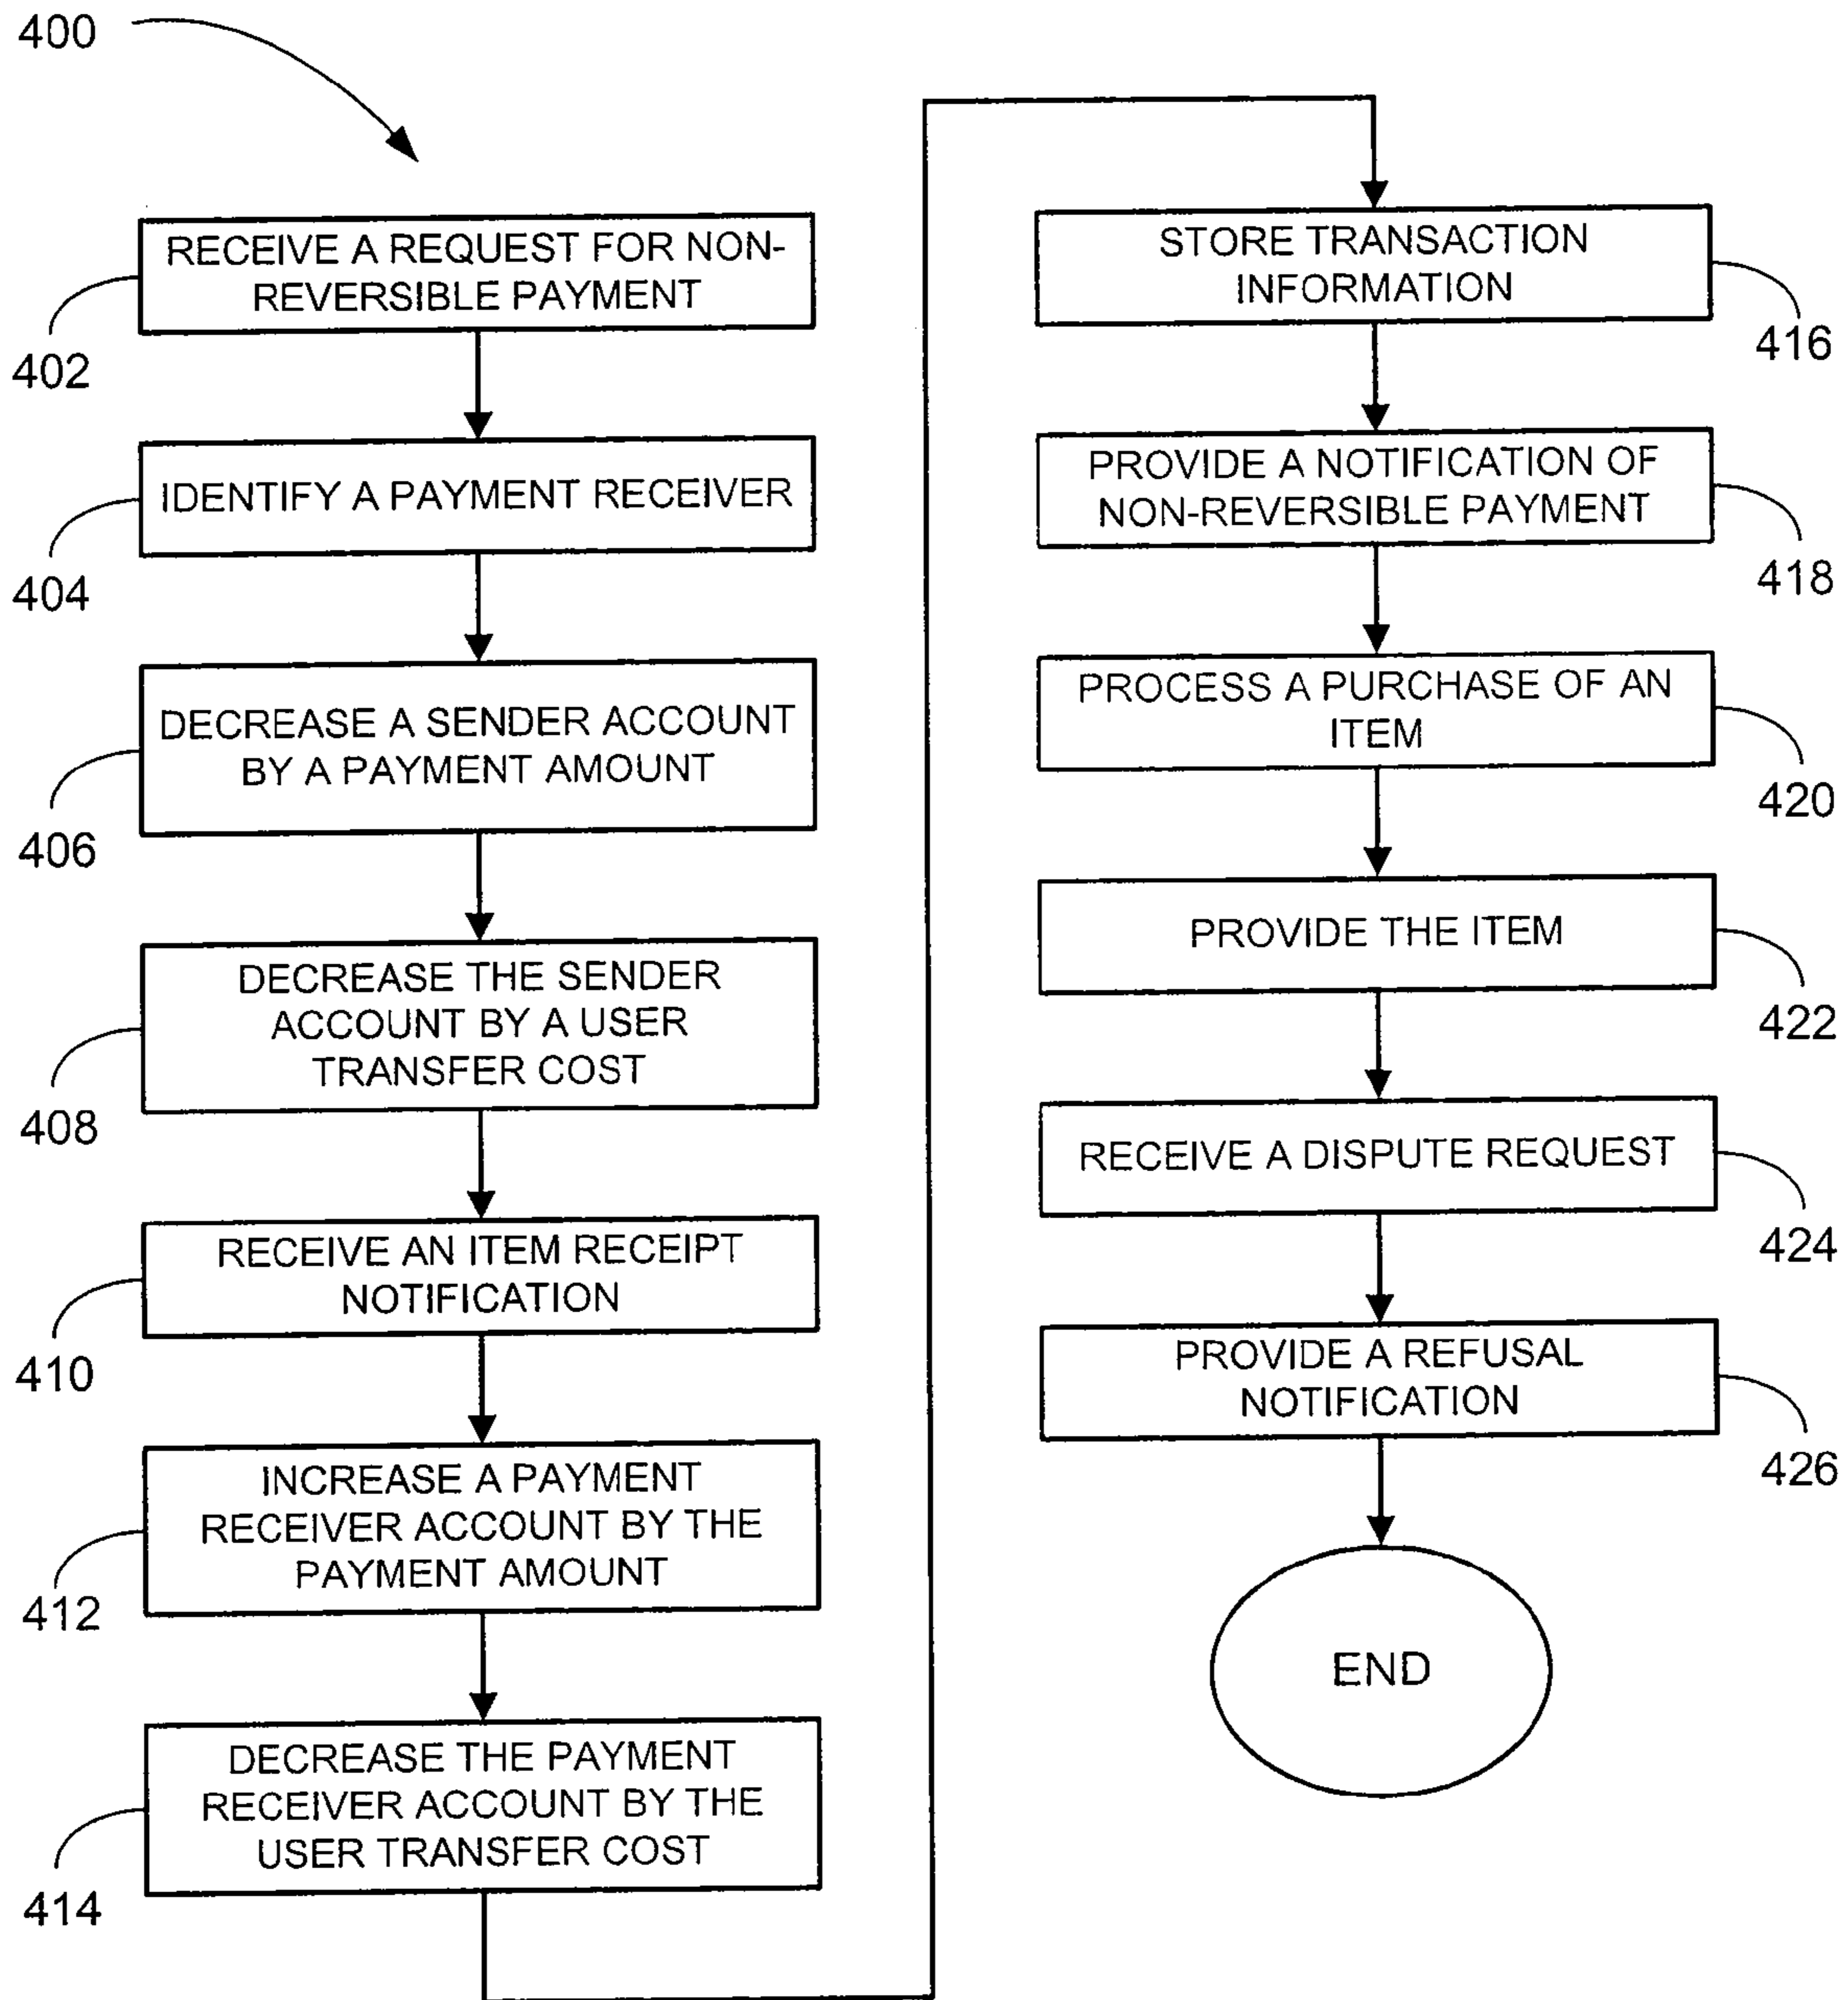 400
RECEIVE A REQUEST FOR NON-
REVERSIBLE PAYMENT
402
IDENTIFY A PAYMENT RECEIVER
404
DECREASE A SENDER ACCOUNT
BY A PAYMENT AMOUNT
406
DECREASE THE SENDER
ACCOUNT BY A USER
TRANSFER COST
408
RECEIVE AN ITEM RECEIPT
NOTIFICATION
410
INCREASE A PAYMENT
RECEIVER ACCOUNT BY THE
PAYMENT AMOUNT
412
DECREASE THE PAYMENT
RECEIVER ACCOUNT BY THE
USER TRANSFER COST
414
STORE TRANSACTION
INFORMATION
416
PROVIDE A NOTIFICATION OF
NON-REVERSIBLE PAYMENT
418
PROCESS A PURCHASE OF AN
ITEM
420
PROVIDE THE ITEM
422
RECEIVE A DISPUTE REQUEST
424
PROVIDE A REFUSAL
NOTIFICATION
426
END